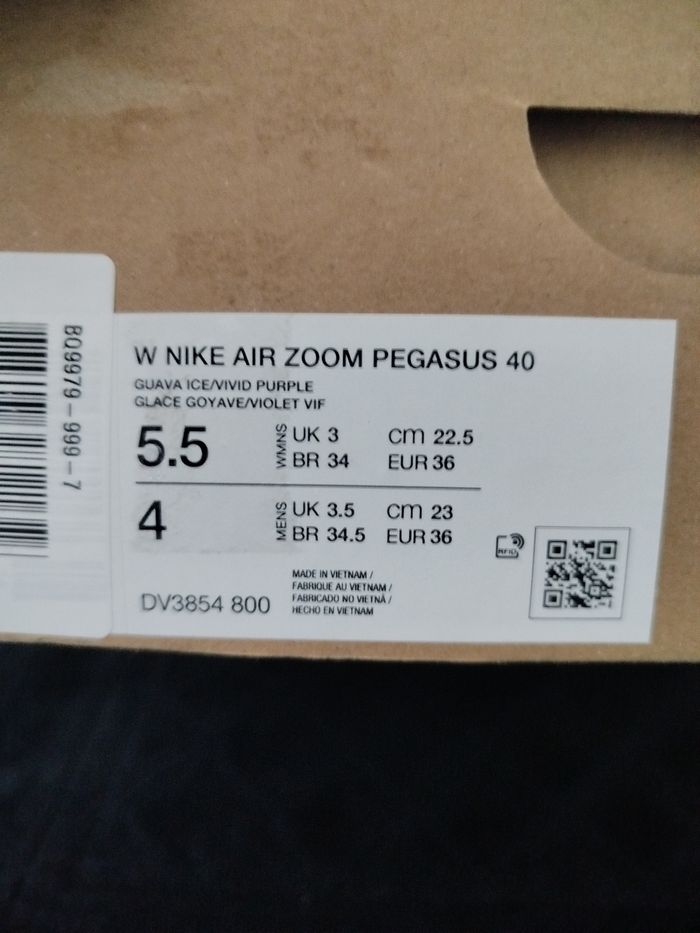 809979-999-7
W NIKE AIR ZOOM PEGASUS 40
GUAVA ICE/VIVID PURPLE
GLACE GOYAVE/VIOLET VIF
5.5 WMNS UK 3 cm 22.5
BR 34 EUR 36
4 MENS UK 3.5 cm 23
BR 34.5 EUR 36
RFID
DV3854 800
MADE IN VIETNAM /
FABRIQUE AU VIETNAM /
FABRICADO NO VIETNÃ /
HECHO EN VIETNAM